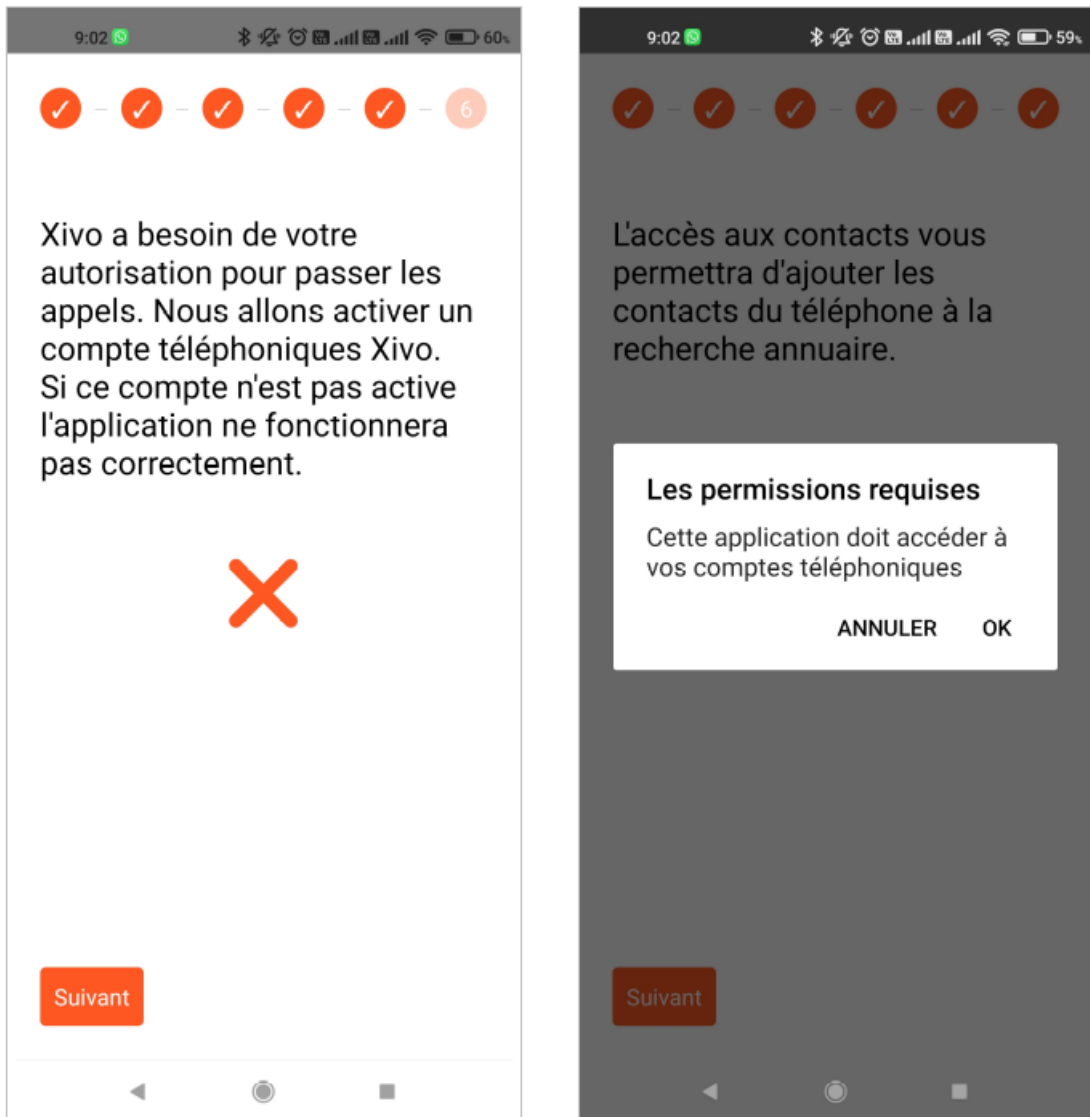 9:02 60%
6
Xivo a besoin de votre
autorisation pour passer les
appels. Nous allons activer un
compte téléphoniques Xivo.
Si ce compte n'est pas active
l'application ne fonctionnera
pas correctement.
Suivant
9:02 59%
L'accès aux contacts vous
permettra d'ajouter les
contacts du téléphone à la
recherche annuaire.
Les permissions requises
Cette application doit accéder à
vos comptes téléphoniques
ANNULER OK
Suivant